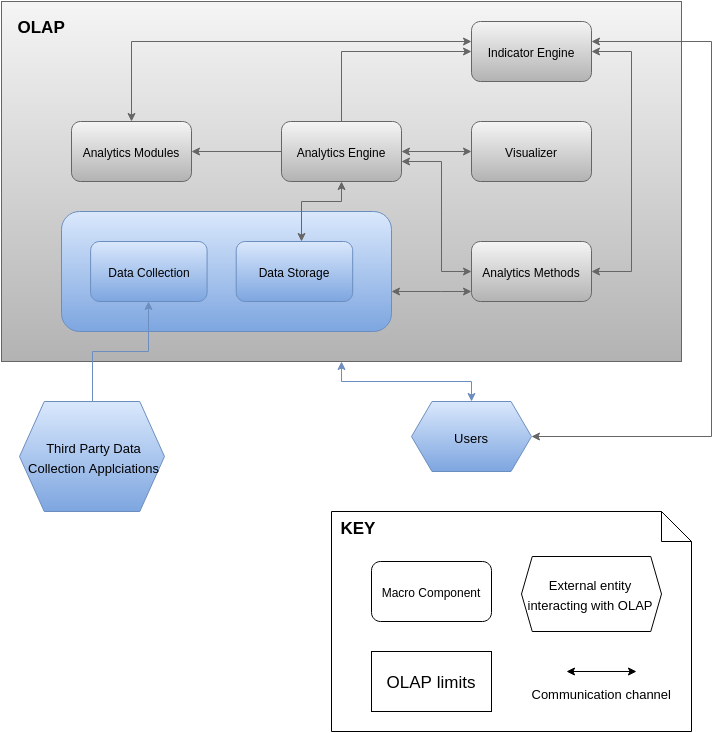 OLAP
Indicator Engine
Analytics Modules
Analytics Engine
Visualizer
Data Collection
Data Storage
Analytics Methods
Third Party Data
Collection Applciations
Users
KEY
Macro Component
External entity
interacting with OLAP
OLAP limits
Communication channel